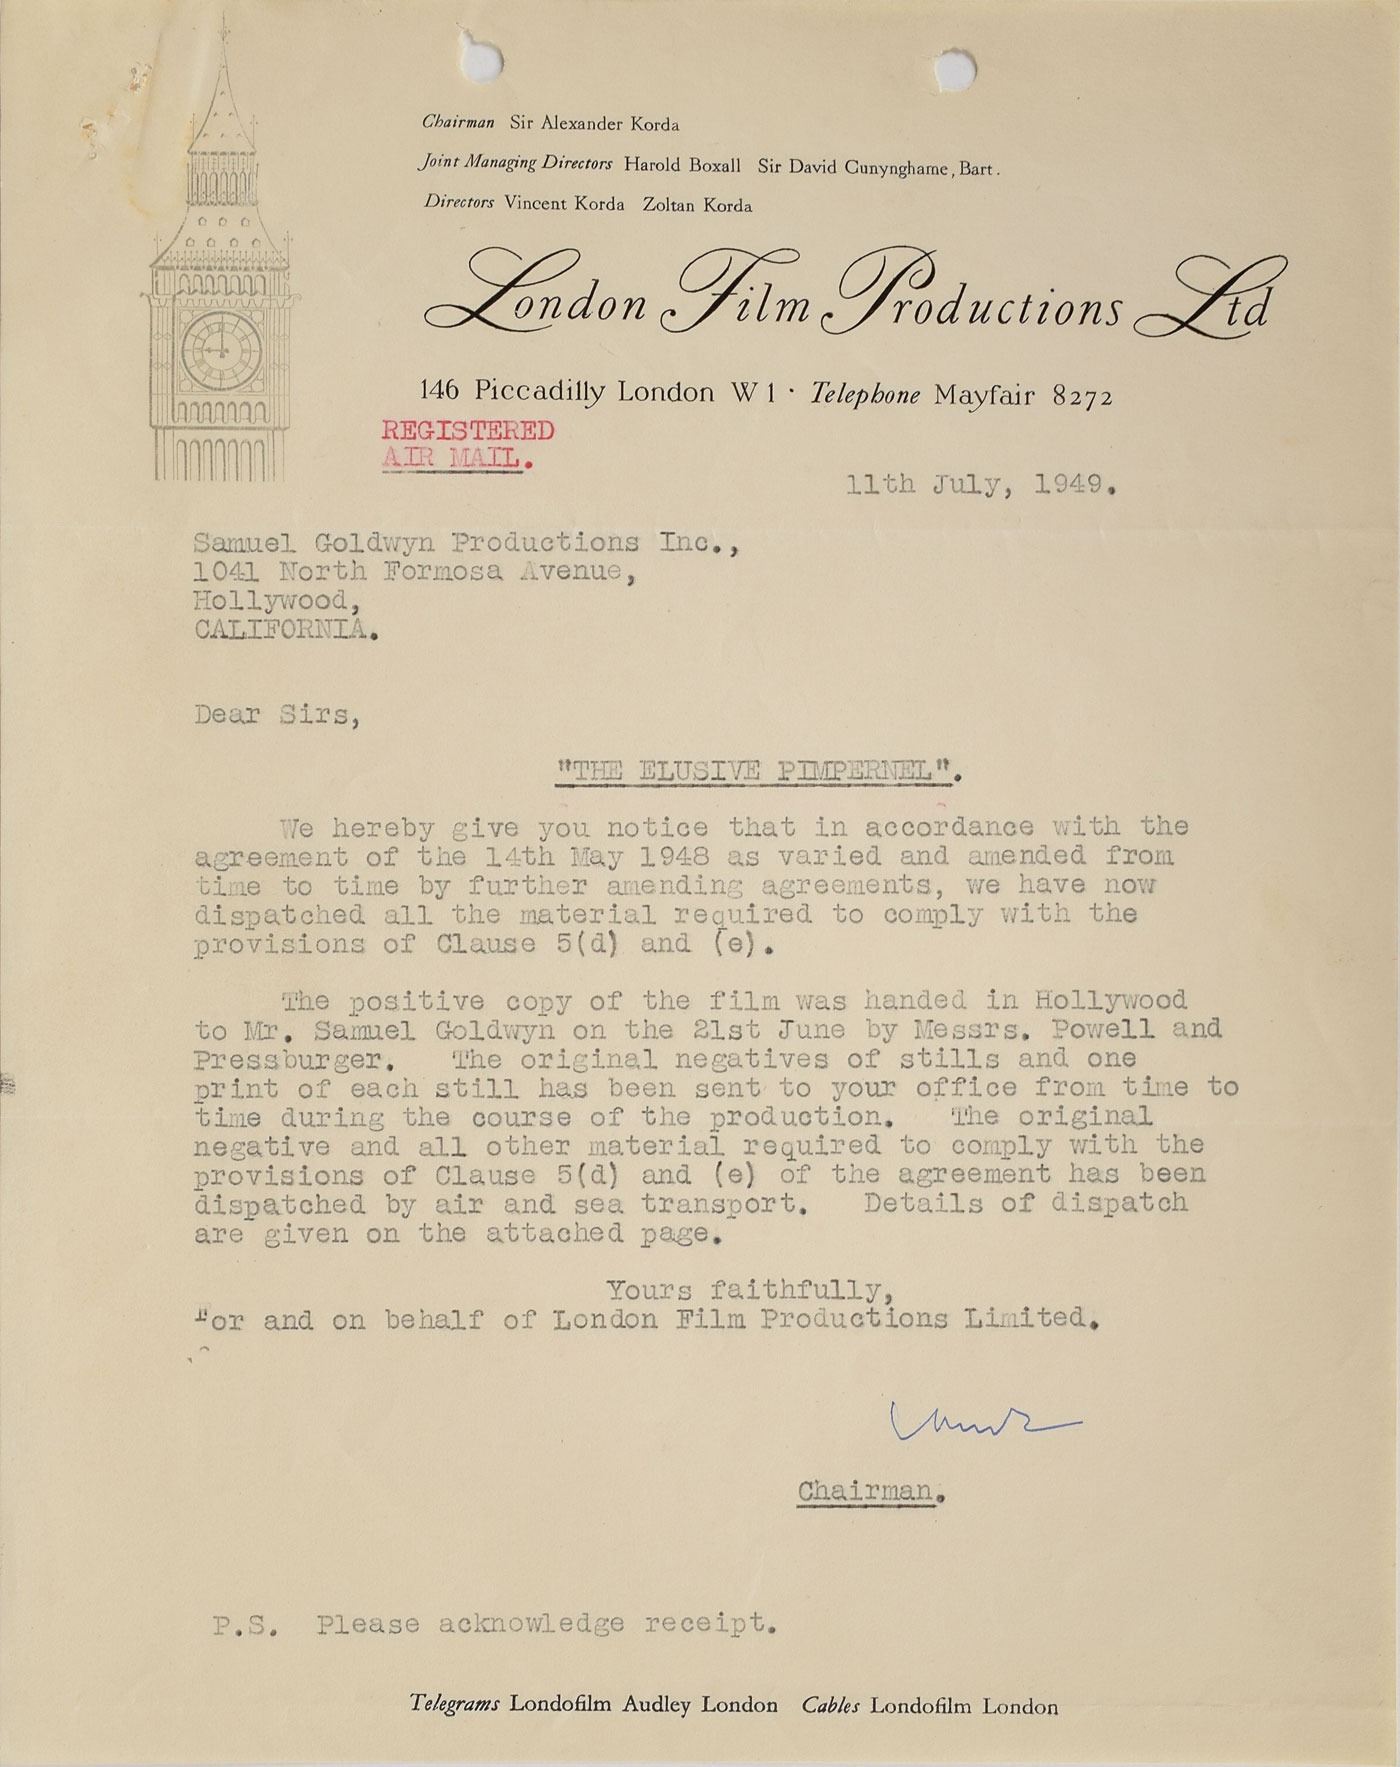 Chairman Sir Alexander Korda
Joint Managing Directors Harold Boxall Sir David Cunynghame, Bart.
Directors Vincent Korda Zoltan Korda
London Film Productions Ltd
146 Piccadilly London W 1 · Telephone Mayfair 8272
REGISTERED
AIR MAIL.
11th July, 1949.
Samuel Goldwyn Productions Inc.,
1041 North Formosa Avenue,
Hollywood,
CALIFORNIA.
Dear Sirs,
"THE ELUSIVE PIMPERNEL".
We hereby give you notice that in accordance with the
agreement of the 14th May 1948 as varied and amended from
time to time by further amending agreements, we have now
dispatched all the material required to comply with the
provisions of Clause 5(d) and (e).
The positive copy of the film was handed in Hollywood
to Mr. Samuel Goldwyn on the 21st June by Messrs. Powell and
Pressburger. The original negatives of stills and one
print of each still has been sent to your office from time to
time during the course of the production. The original
negative and all other material required to comply with the
provisions of Clause 5(d) and (e) of the agreement has been
dispatched by air and sea transport. Details of dispatch
are given on the attached page.
Yours faithfully,
For and on behalf of London Film Productions Limited.
Chairman.
P.S. Please acknowledge receipt.
Telegrams Londofilm Audley London Cables Londofilm London